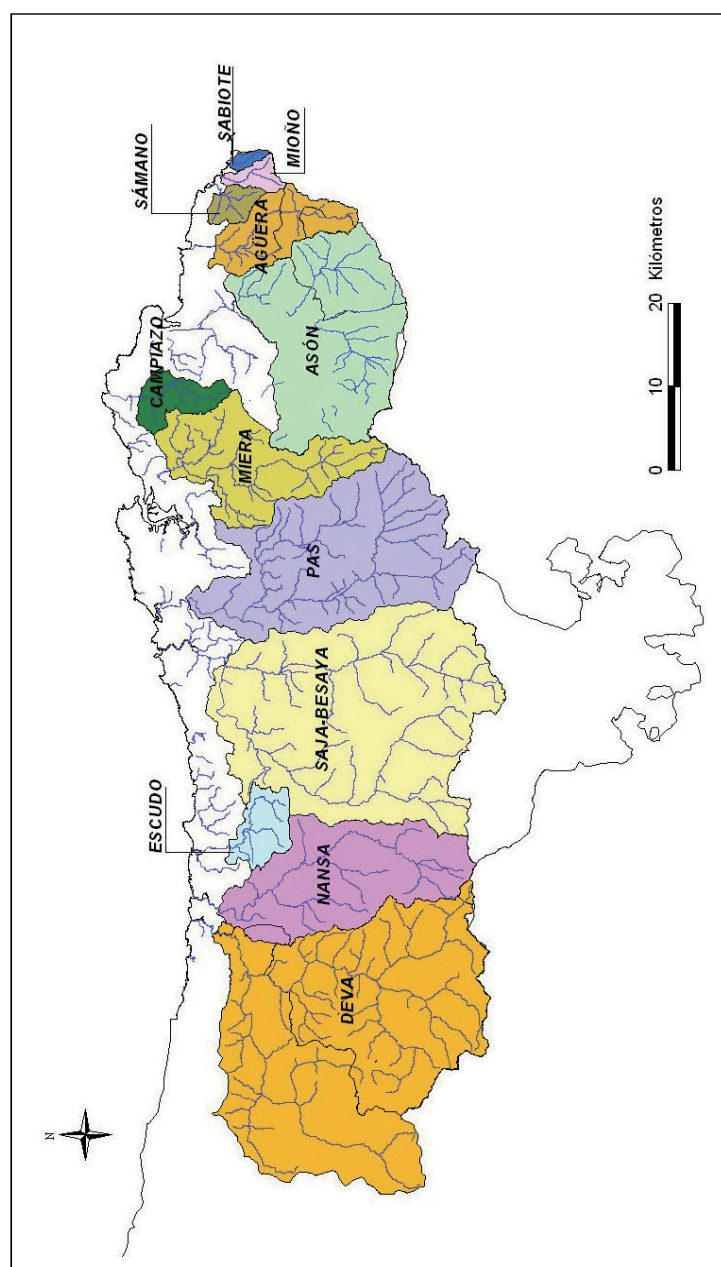 N
ESCUDO
SÁMANO
SABIOTE
MIOÑO
CAMPIAZO
AGÜERA
MIERA
ASÓN
PAS
SAJA-BESAYA
NANSA
DEVA
0 10 20 Kilómetros